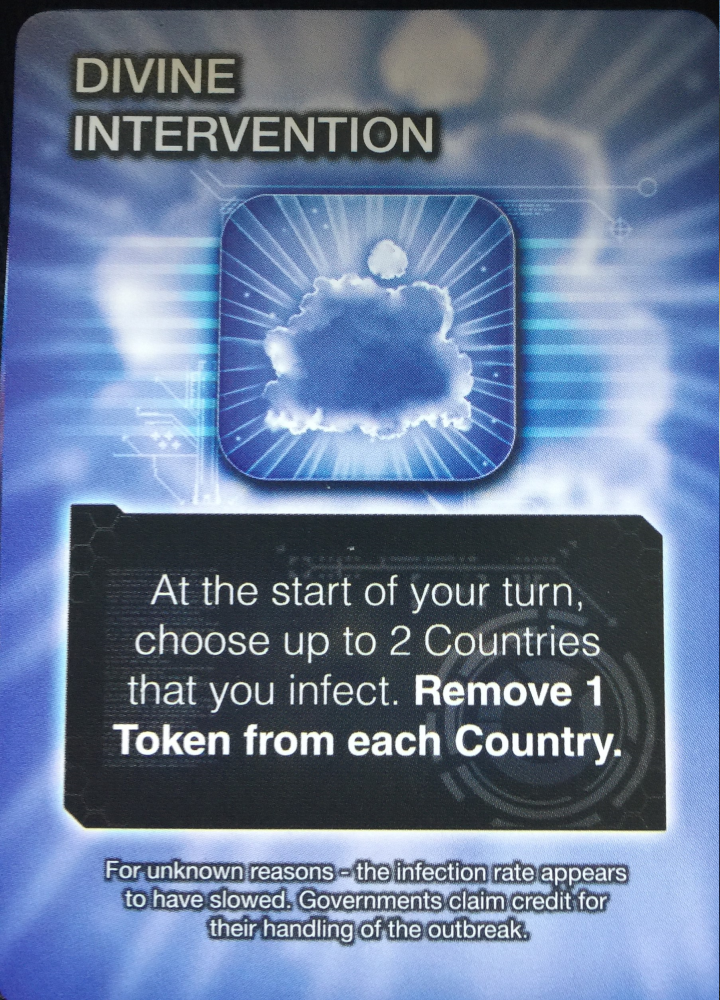 DIVINE
INTERVENTION
At the start of your turn,
choose up to 2 Countries
that you infect. Remove 1
Token from each Country.
For unknown reasons - the infection rate appears
to have slowed. Governments claim credit for
their handling of the outbreak.